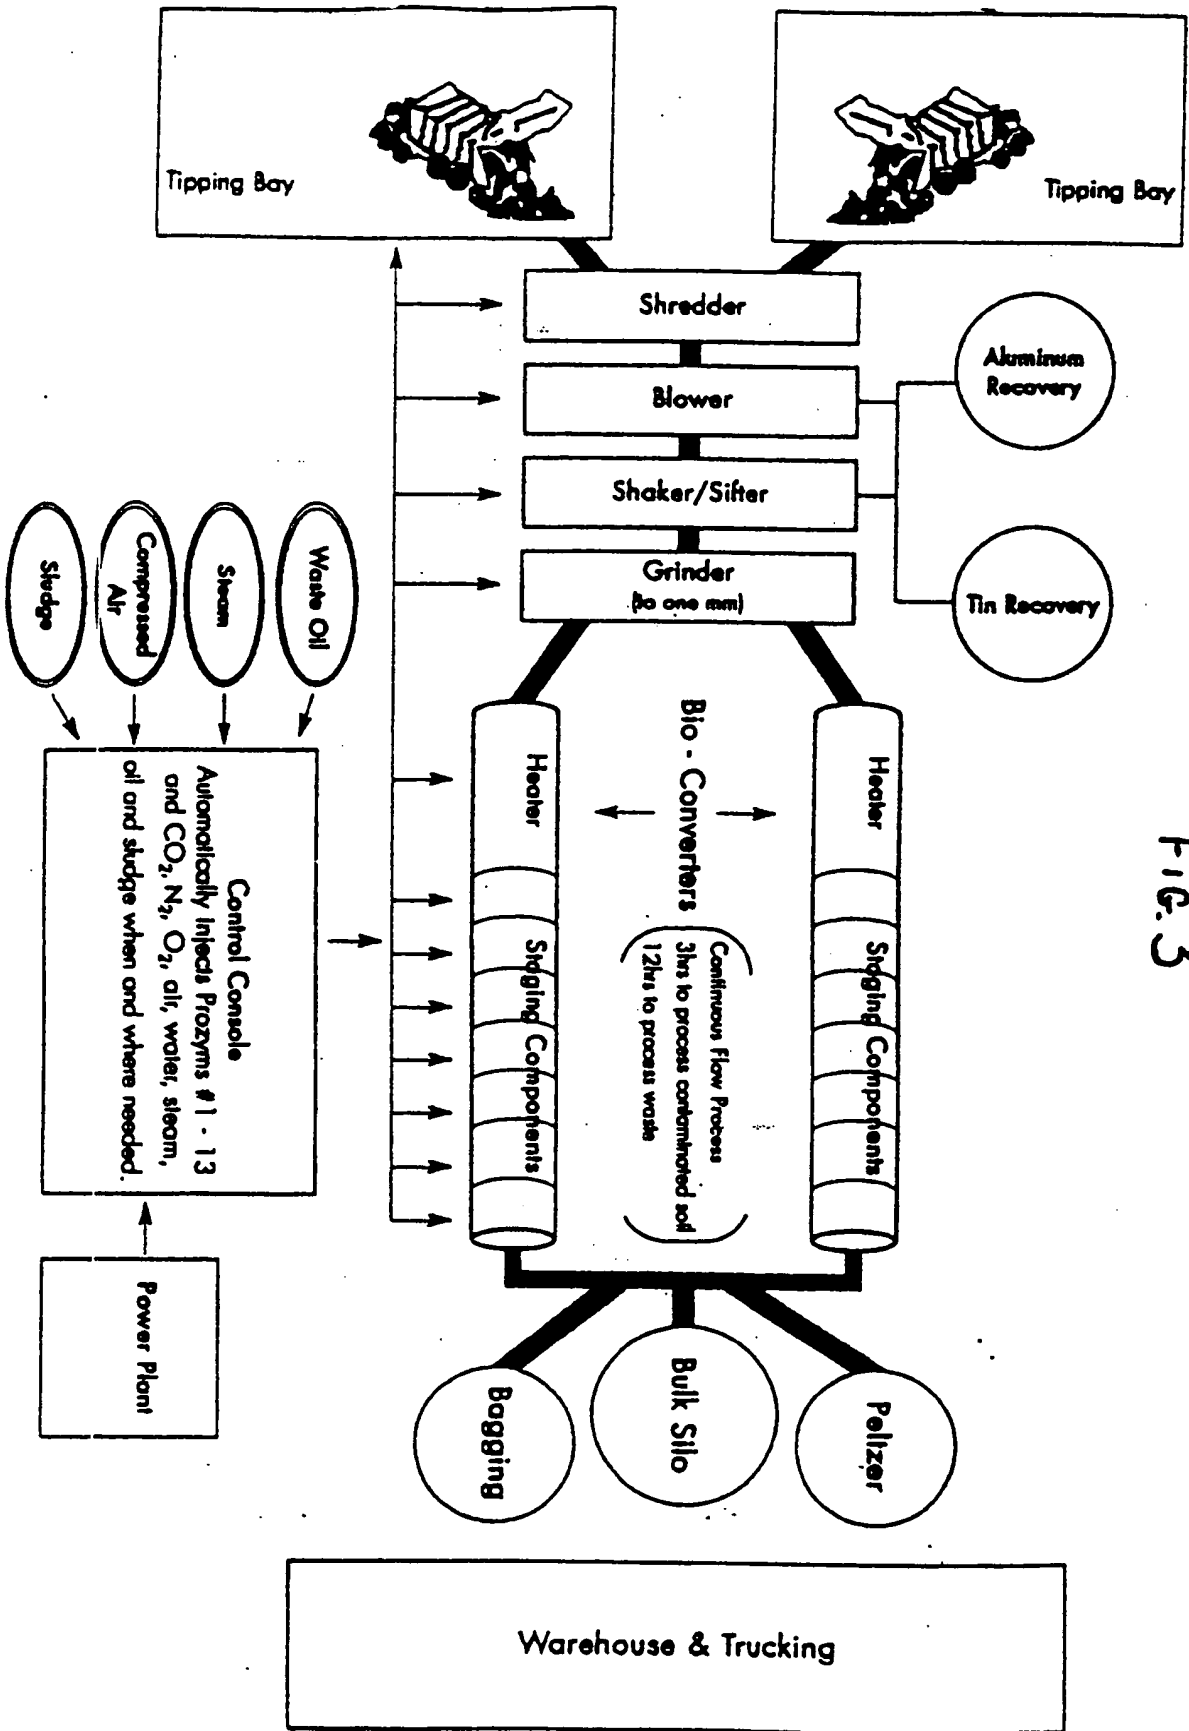 Tipping Bay
Tipping Bay
Shredder
Blower
Shaker/Sifter
Grinder
(to one mm)
Aluminum
Recovery
Tin Recovery
Waste Oil
Steam
Compressed
Air
Sludge
Control Console
Automatically Injects Prozyms #1 - 13
and CO₂, N₂, O₂, air, water, steam,
oil and sludge when and where needed.
Power Plant
Heater
Staging Components
Bio - Converters
Continuous Flow Process
3hrs to process contaminated soil
12hrs to process waste
Heater
Staging Components
Bagging
Bulk Silo
Peltzer
Warehouse & Trucking
FIG. 3